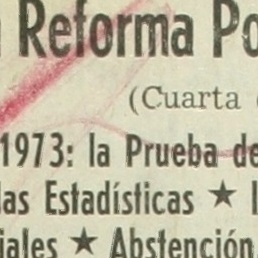 Reforma Po
(Cuarta
1973: la Prueba de
las Estadísticas ★
iales ★ Abstención